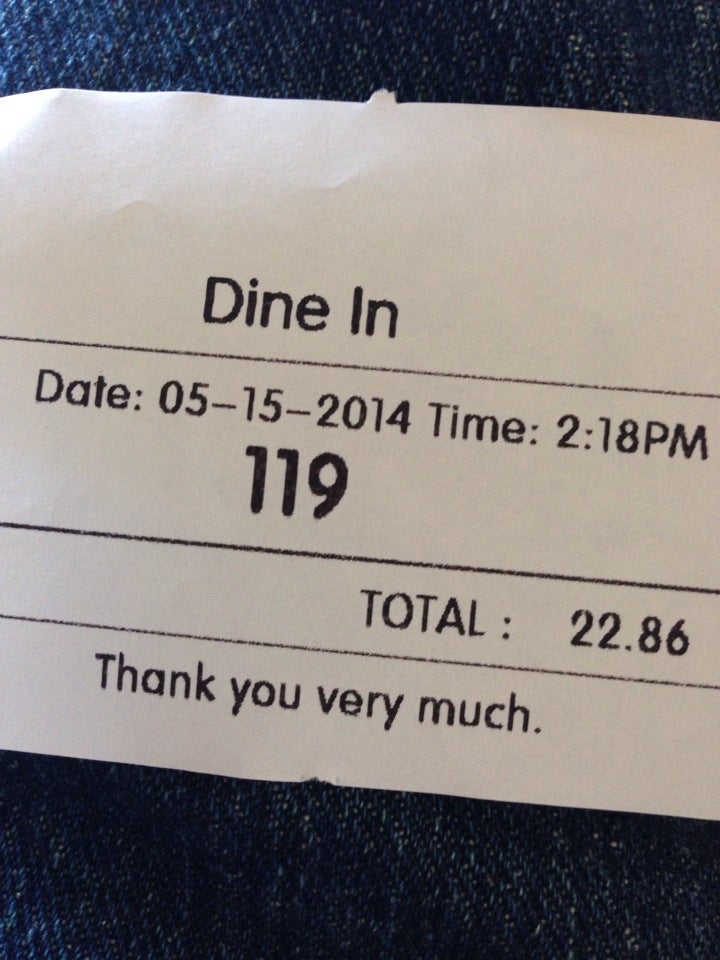 Dine In
Date: 05-15-2014 Time: 2:18PM
119
TOTAL : 22.86
Thank you very much.